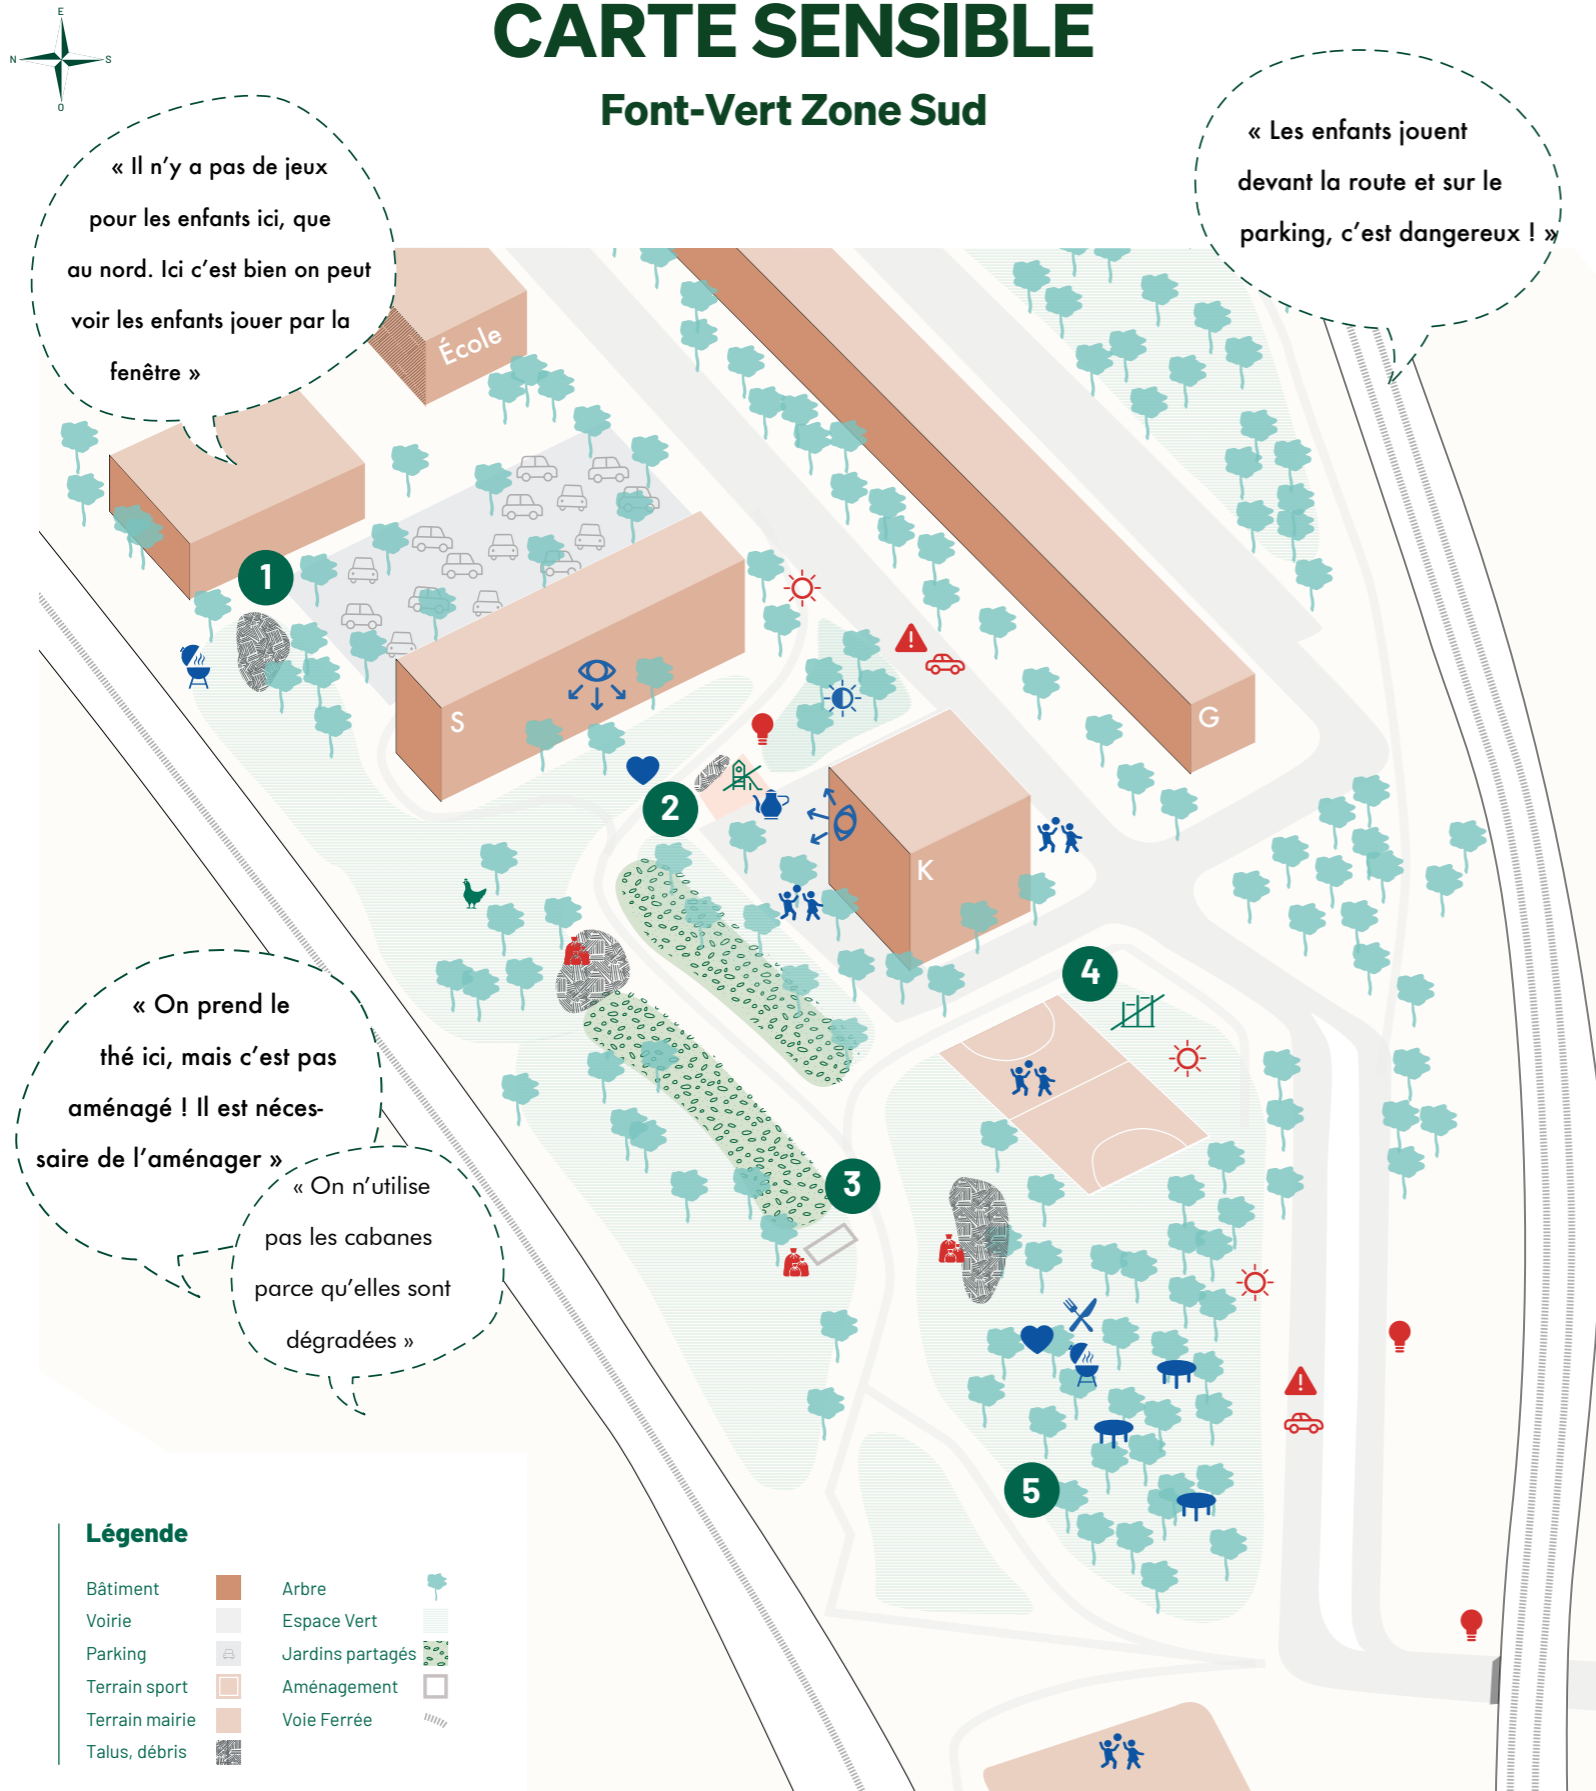 CARTE SENSIBLE
Font-Vert Zone Sud
E
N
S
O
« Il n’y a pas de jeux
pour les enfants ici, que
au nord. Ici c’est bien on peut
voir les enfants jouer par la
fenêtre »
« Les enfants jouent
devant la route et sur le
parking, c’est dangereux ! »
École
1
S
G
2
K
4
« On prend le
thé ici, mais c’est pas
aménagé ! Il est néces-
saire de l’aménager »
« On n’utilise
pas les cabanes
parce qu’elles sont
dégradées »
3
5
Légende
Bâtiment
Voirie
Parking
Terrain sport
Terrain mairie
Talus, débris
Arbre
Espace Vert
Jardins partagés
Aménagement
Voie Ferrée